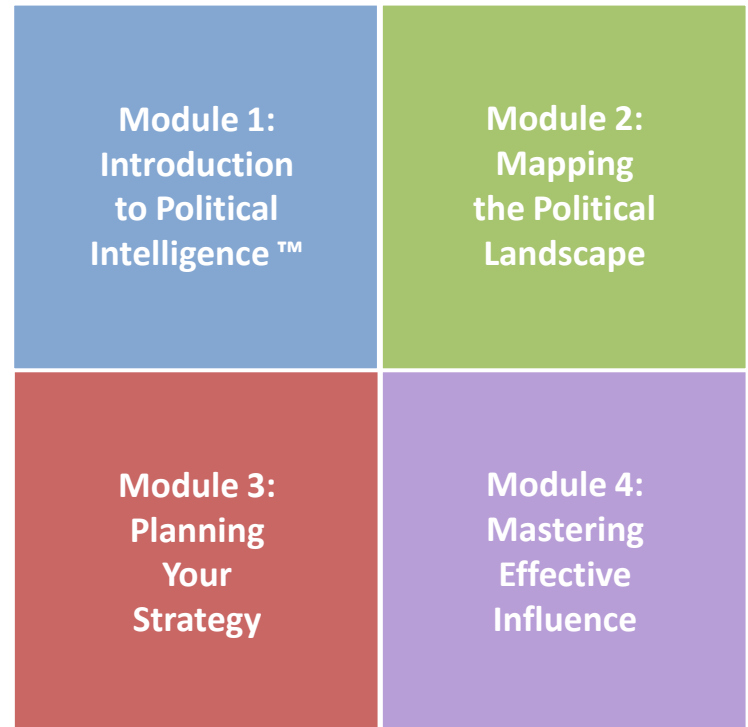 Module 1:
Introduction
to Political
Intelligence ™
Module 2:
Mapping
the Political
Landscape
Module 3:
Planning
Your
Strategy
Module 4:
Mastering
Effective
Influence